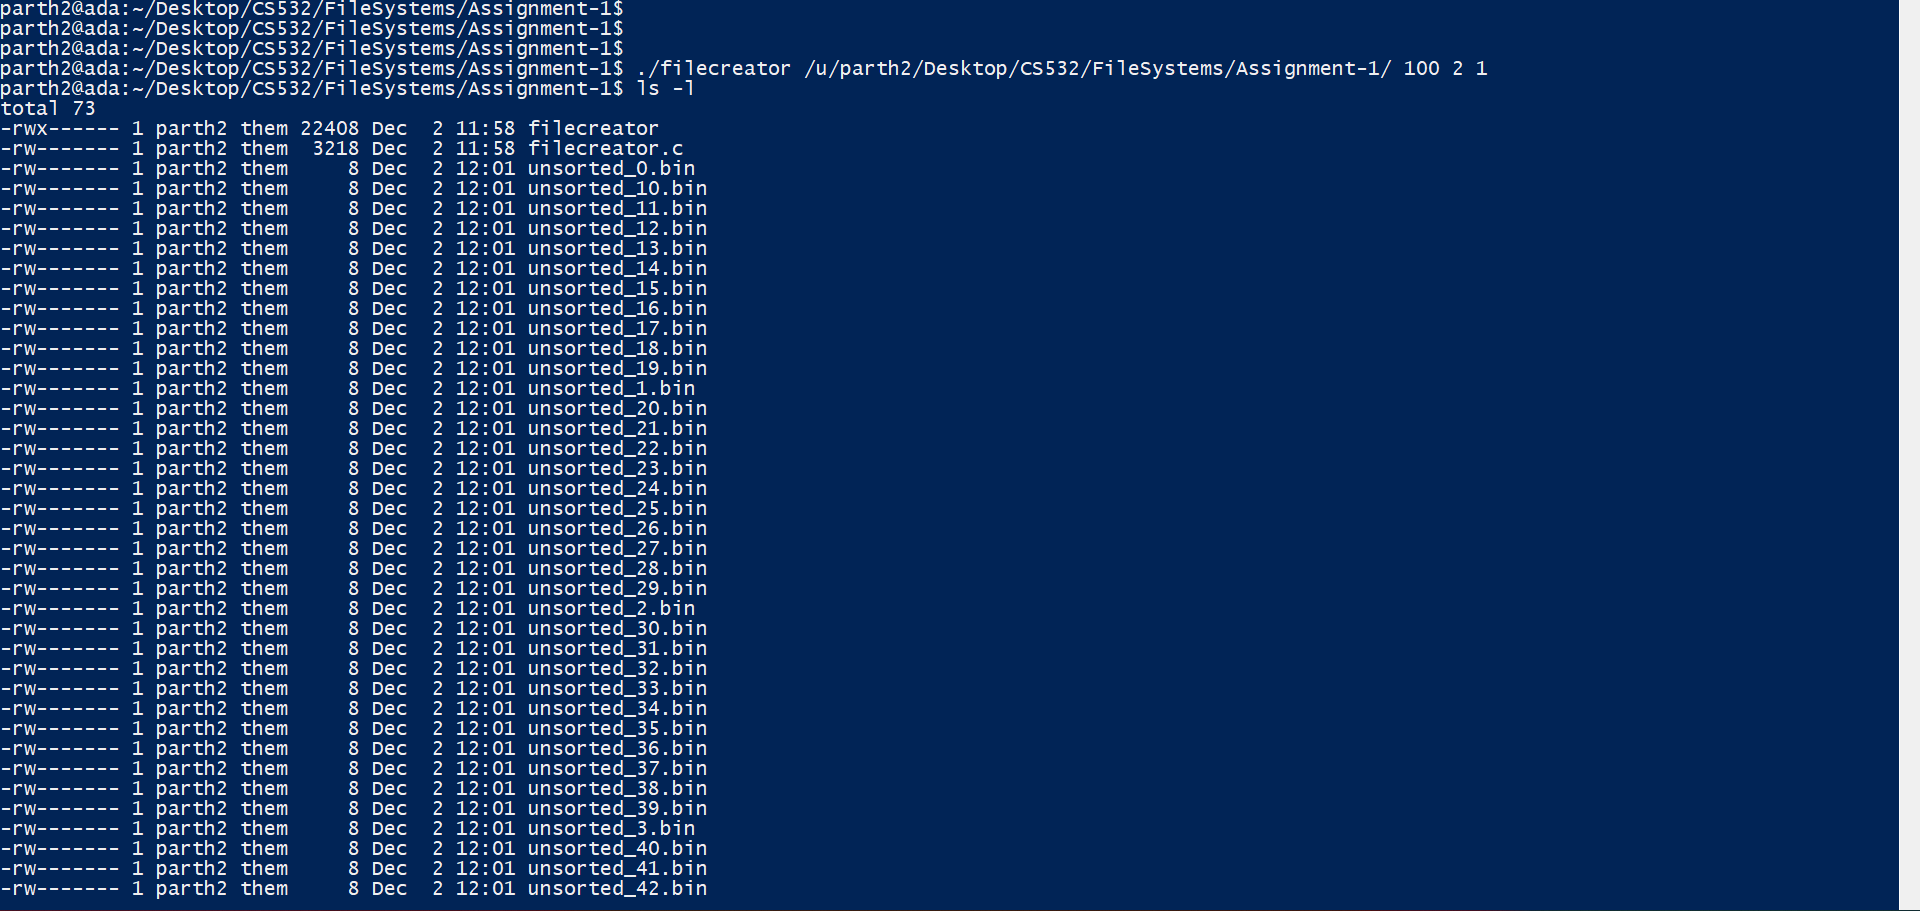 parth2@ada:~/Desktop/CS532/FileSystems/Assignment-1$
parth2@ada:~/Desktop/CS532/FileSystems/Assignment-1$
parth2@ada:~/Desktop/CS532/FileSystems/Assignment-1$
parth2@ada:~/Desktop/CS532/FileSystems/Assignment-1$ ./filecreator /u/parth2/Desktop/CS532/FileSystems/Assignment-1/ 100 2 1
parth2@ada:~/Desktop/CS532/FileSystems/Assignment-1$ ls -l
total 73
-rwx------ 1 parth2 them 22408 Dec  2 11:58 filecreator
-rw------- 1 parth2 them  3218 Dec  2 11:58 filecreator.c
-rw------- 1 parth2 them     8 Dec  2 12:01 unsorted_0.bin
-rw------- 1 parth2 them     8 Dec  2 12:01 unsorted_10.bin
-rw------- 1 parth2 them     8 Dec  2 12:01 unsorted_11.bin
-rw------- 1 parth2 them     8 Dec  2 12:01 unsorted_12.bin
-rw------- 1 parth2 them     8 Dec  2 12:01 unsorted_13.bin
-rw------- 1 parth2 them     8 Dec  2 12:01 unsorted_14.bin
-rw------- 1 parth2 them     8 Dec  2 12:01 unsorted_15.bin
-rw------- 1 parth2 them     8 Dec  2 12:01 unsorted_16.bin
-rw------- 1 parth2 them     8 Dec  2 12:01 unsorted_17.bin
-rw------- 1 parth2 them     8 Dec  2 12:01 unsorted_18.bin
-rw------- 1 parth2 them     8 Dec  2 12:01 unsorted_19.bin
-rw------- 1 parth2 them     8 Dec  2 12:01 unsorted_1.bin
-rw------- 1 parth2 them     8 Dec  2 12:01 unsorted_20.bin
-rw------- 1 parth2 them     8 Dec  2 12:01 unsorted_21.bin
-rw------- 1 parth2 them     8 Dec  2 12:01 unsorted_22.bin
-rw------- 1 parth2 them     8 Dec  2 12:01 unsorted_23.bin
-rw------- 1 parth2 them     8 Dec  2 12:01 unsorted_24.bin
-rw------- 1 parth2 them     8 Dec  2 12:01 unsorted_25.bin
-rw------- 1 parth2 them     8 Dec  2 12:01 unsorted_26.bin
-rw------- 1 parth2 them     8 Dec  2 12:01 unsorted_27.bin
-rw------- 1 parth2 them     8 Dec  2 12:01 unsorted_28.bin
-rw------- 1 parth2 them     8 Dec  2 12:01 unsorted_29.bin
-rw------- 1 parth2 them     8 Dec  2 12:01 unsorted_2.bin
-rw------- 1 parth2 them     8 Dec  2 12:01 unsorted_30.bin
-rw------- 1 parth2 them     8 Dec  2 12:01 unsorted_31.bin
-rw------- 1 parth2 them     8 Dec  2 12:01 unsorted_32.bin
-rw------- 1 parth2 them     8 Dec  2 12:01 unsorted_33.bin
-rw------- 1 parth2 them     8 Dec  2 12:01 unsorted_34.bin
-rw------- 1 parth2 them     8 Dec  2 12:01 unsorted_35.bin
-rw------- 1 parth2 them     8 Dec  2 12:01 unsorted_36.bin
-rw------- 1 parth2 them     8 Dec  2 12:01 unsorted_37.bin
-rw------- 1 parth2 them     8 Dec  2 12:01 unsorted_38.bin
-rw------- 1 parth2 them     8 Dec  2 12:01 unsorted_39.bin
-rw------- 1 parth2 them     8 Dec  2 12:01 unsorted_3.bin
-rw------- 1 parth2 them     8 Dec  2 12:01 unsorted_40.bin
-rw------- 1 parth2 them     8 Dec  2 12:01 unsorted_41.bin
-rw------- 1 parth2 them     8 Dec  2 12:01 unsorted_42.bin